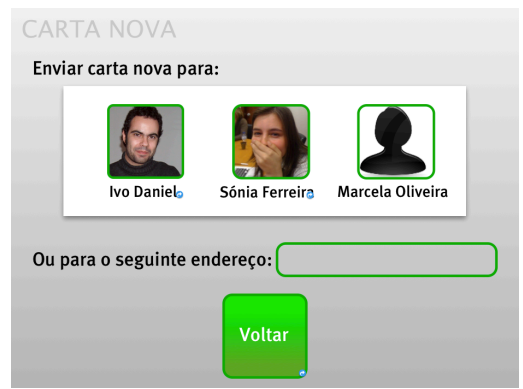 CARTA NOVA
Enviar carta nova para:
Ivo Daniel Sónia Ferreira Marcela Oliveira
Ou para o seguinte endereço:
Voltar